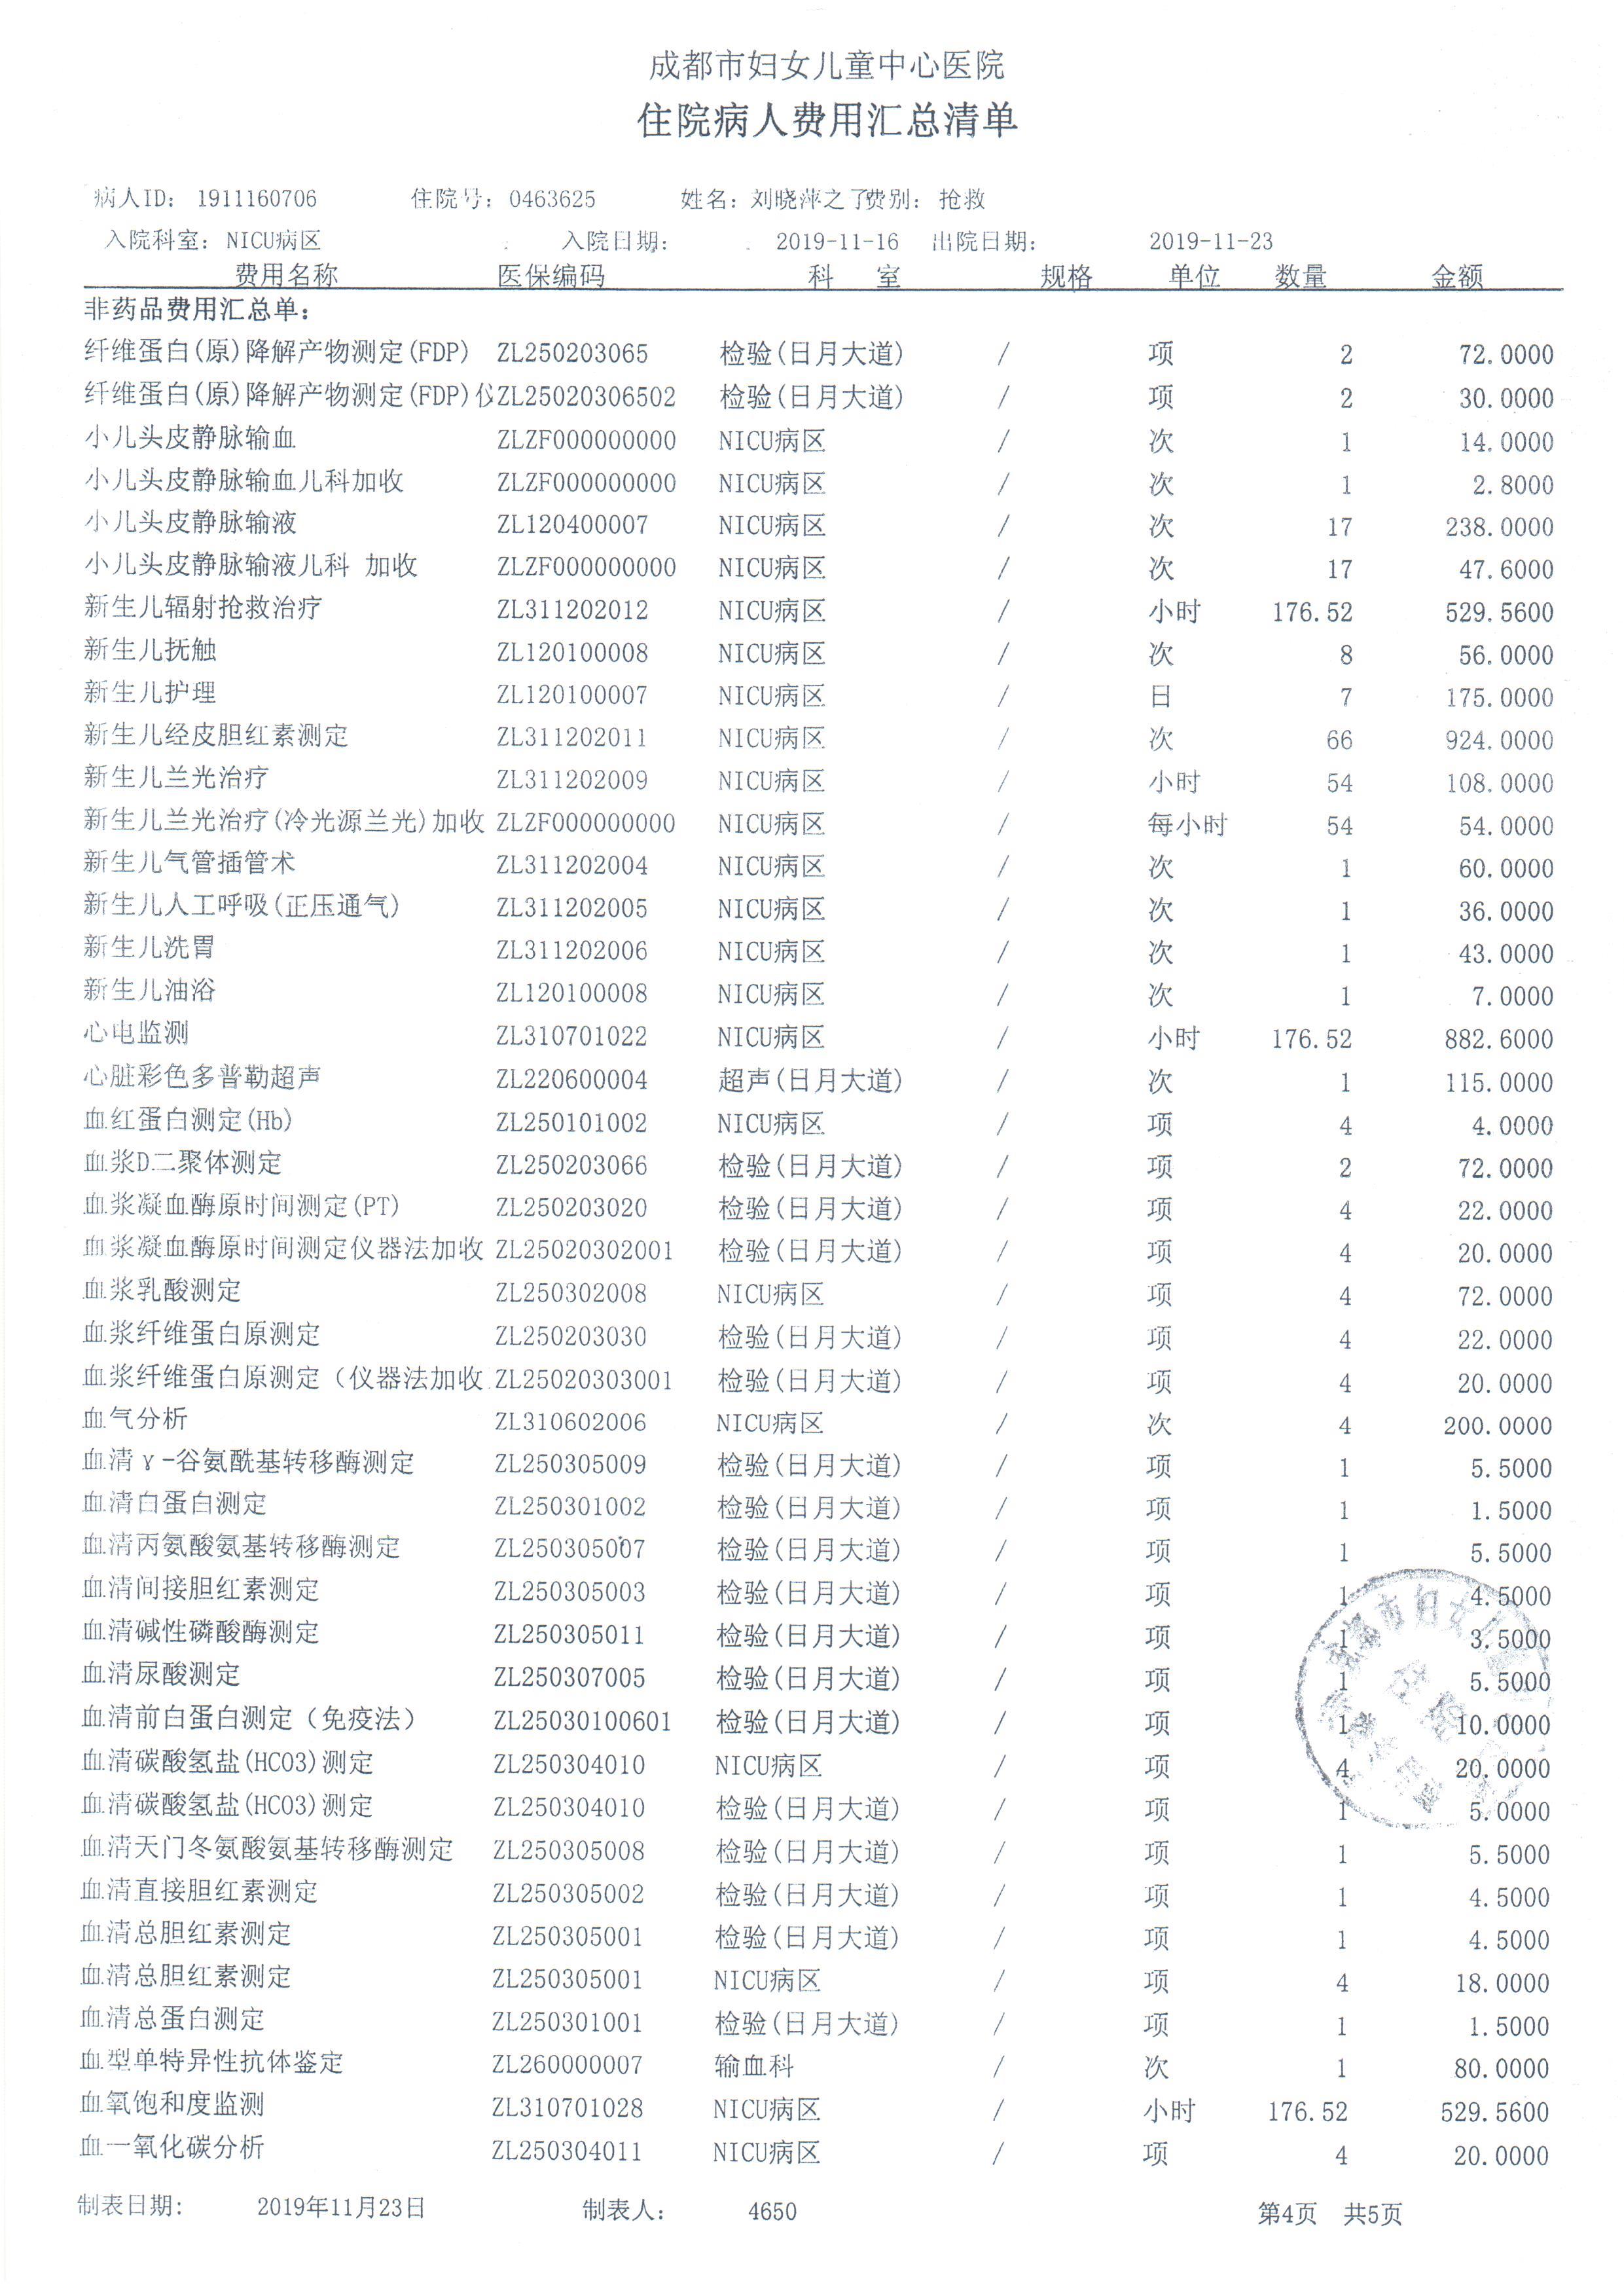 成都市妇女儿童中心医院
住院病人费用汇总清单
病人ID: 1911160706 住院号: 0463625 姓名: 刘晓萍之子费别: 抢救
入院科室: NICU病区 入院日期: 2019-11-16 出院日期: 2019-11-23
费用名称 医保编码 科 室 规格 单位 数量 金额
非药品费用汇总单:
纤维蛋白(原)降解产物测定(FDP) ZL250203065 检验(日月大道) / 项 2 72.0000
纤维蛋白(原)降解产物测定(FDP)仪 ZL25020306502 检验(日月大道) / 项 2 30.0000
小儿头皮静脉输血 ZLZF000000000 NICU病区 / 次 1 14.0000
小儿头皮静脉输血儿科加收 ZLZF000000000 NICU病区 / 次 1 2.8000
小儿头皮静脉输液 ZL120400007 NICU病区 / 次 17 238.0000
小儿头皮静脉输液儿科 加收 ZLZF000000000 NICU病区 / 次 17 47.6000
新生儿辐射抢救治疗 ZL311202012 NICU病区 / 小时 176.52 529.5600
新生儿抚触 ZL120100008 NICU病区 / 次 8 56.0000
新生儿护理 ZL120100007 NICU病区 / 日 7 175.0000
新生儿经皮胆红素测定 ZL311202011 NICU病区 / 次 66 924.0000
新生儿兰光治疗 ZL311202009 NICU病区 / 小时 54 108.0000
新生儿兰光治疗(冷光源兰光)加收 ZLZF000000000 NICU病区 / 每小时 54 54.0000
新生儿气管插管术 ZL311202004 NICU病区 / 次 1 60.0000
新生儿人工呼吸(正压通气) ZL311202005 NICU病区 / 次 1 36.0000
新生儿洗胃 ZL311202006 NICU病区 / 次 1 43.0000
新生儿油浴 ZL120100008 NICU病区 / 次 1 7.0000
心电监测 ZL310701022 NICU病区 / 小时 176.52 882.6000
心脏彩色多普勒超声 ZL220600004 超声(日月大道) / 次 1 115.0000
血红蛋白测定(Hb) ZL250101002 NICU病区 / 项 4 4.0000
血浆D二聚体测定 ZL250203066 检验(日月大道) / 项 2 72.0000
血浆凝血酶原时间测定(PT) ZL250203020 检验(日月大道) / 项 4 22.0000
血浆凝血酶原时间测定仪器法加收 ZL25020302001 检验(日月大道) / 项 4 20.0000
血浆乳酸测定 ZL250302008 NICU病区 / 项 4 72.0000
血浆纤维蛋白原测定 ZL250203030 检验(日月大道) / 项 4 22.0000
血浆纤维蛋白原测定（仪器法加收 ZL25020303001 检验(日月大道) / 项 4 20.0000
血气分析 ZL310602006 NICU病区 / 次 4 200.0000
血清γ-谷氨酰基转移酶测定 ZL250305009 检验(日月大道) / 项 1 5.5000
血清白蛋白测定 ZL250301002 检验(日月大道) / 项 1 1.5000
血清丙氨酸氨基转移酶测定 ZL250305007 检验(日月大道) / 项 1 5.5000
血清间接胆红素测定 ZL250305003 检验(日月大道) / 项 1 4.5000
血清碱性磷酸酶测定 ZL250305011 检验(日月大道) / 项 1 3.5000
血清尿酸测定 ZL250307005 检验(日月大道) / 项 1 5.5000
血清前白蛋白测定（免疫法） ZL25030100601 检验(日月大道) / 项 1 10.0000
血清碳酸氢盐(HCO3)测定 ZL250304010 NICU病区 / 项 4 20.0000
血清碳酸氢盐(HCO3)测定 ZL250304010 检验(日月大道) / 项 1 5.0000
血清天门冬氨酸氨基转移酶测定 ZL250305008 检验(日月大道) / 项 1 5.5000
血清直接胆红素测定 ZL250305002 检验(日月大道) / 项 1 4.5000
血清总胆红素测定 ZL250305001 检验(日月大道) / 项 1 4.5000
血清总胆红素测定 ZL250305001 NICU病区 / 项 4 18.0000
血清总蛋白测定 ZL250301001 检验(日月大道) / 项 1 1.5000
血型单特异性抗体鉴定 ZL260000007 输血科 / 次 1 80.0000
血氧饱和度监测 ZL310701028 NICU病区 / 小时 176.52 529.5600
血一氧化碳分析 ZL250304011 NICU病区 / 项 4 20.0000
制表日期: 2019年11月23日 制表人: 4650 第4页 共5页